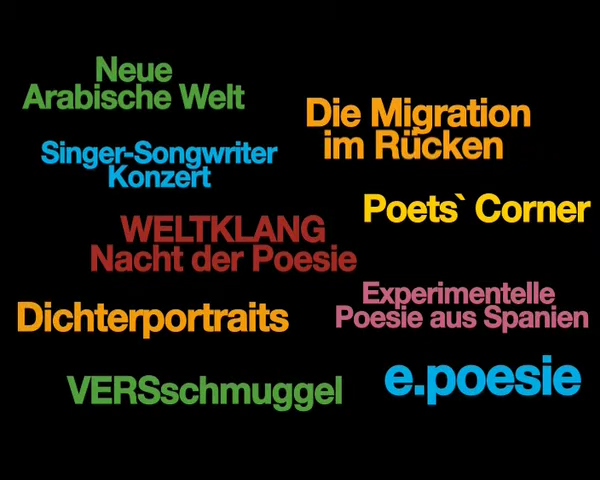 Neue
Arabische Welt
Die Migration
im Rücken
Singer-Songwriter
Konzert
Poets` Corner
WELTKLANG
Nacht der Poesie
Experimentelle
Poesie aus Spanien
Dichterportraits
VERSschmuggel
e.poesie